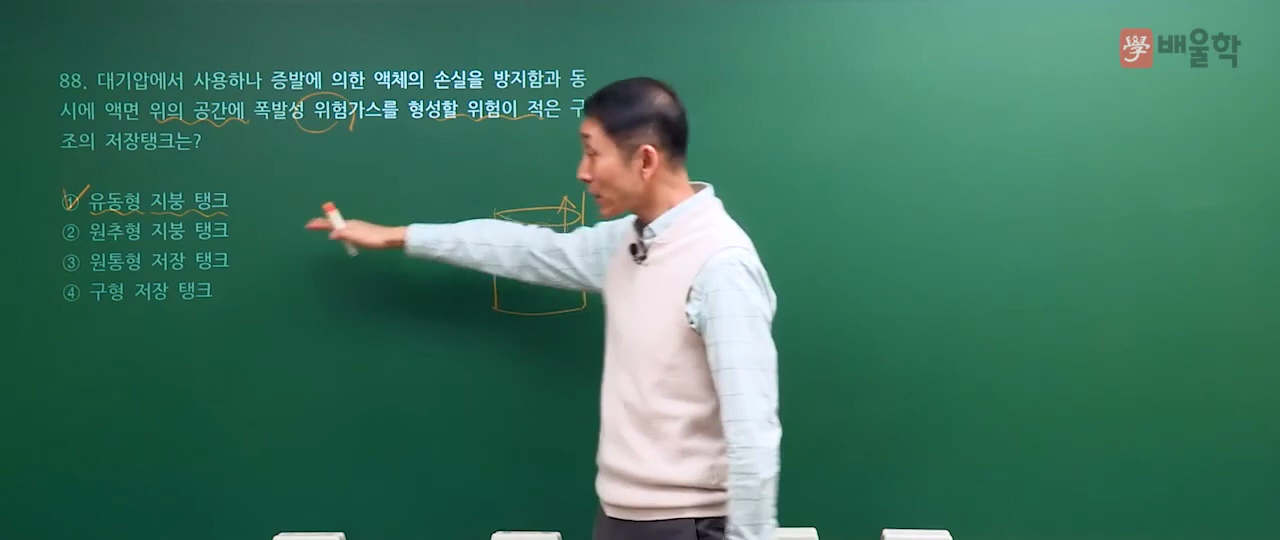 學 배울학
88. 대기압에서 사용하나 증발에 의한 액체의 손실을 방지함과 동
시에 액면 위의 공간에 폭발성 위험가스를 형성할 위험이 적은 구
조의 저장탱크는?
① 유동형 지붕 탱크
② 원추형 지붕 탱크
③ 원통형 저장 탱크
④ 구형 저장 탱크